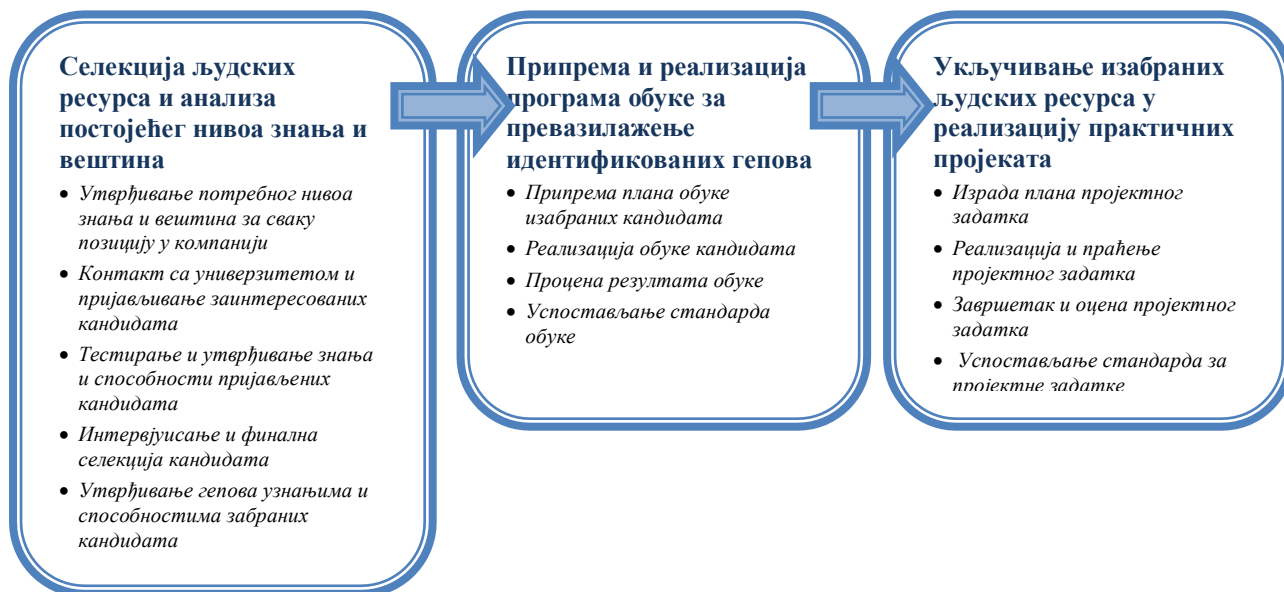 Селекција људских
ресурса и анализа
постојећег нивоа знања и
вештина
• Утврђивање потребног нивоа
знања и вештина за сваку
позицију у компанији
• Контакт са универзитетом и
пријављивање заинтересованих
кандидата
• Тестирање и утврђивање знања
и способности пријављених
кандидата
• Интервјуисање и финална
селекција кандидата
• Утврђивање гепова узнањима и
способностима забраних
кандидата
Припрема и реализација
програма обуке за
превазилажење
идентификованих гепова
• Припрема плана обуке
изабраних кандидата
• Реализација обуке кандидата
• Процена резултата обуке
• Успостављање стандарда
обуке
Укључивање изабраних
људских ресурса у
реализацију практичних
пројеката
• Израда плана пројектног
задатка
• Реализација и праћење
пројектног задатка
• Завршетак и оцена пројектног
задатка
• Успостављање стандарда за
пројектне задатке